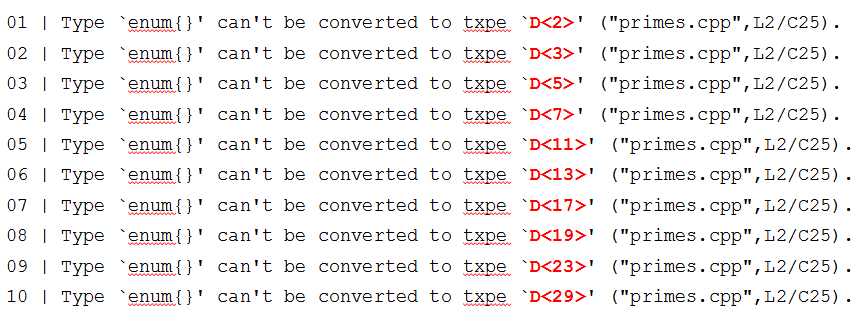 01 | Type `enum{}' can't be converted to txpe `D<2>' ("primes.cpp",L2/C25).
02 | Type `enum{}' can't be converted to txpe `D<3>' ("primes.cpp",L2/C25).
03 | Type `enum{}' can't be converted to txpe `D<5>' ("primes.cpp",L2/C25).
04 | Type `enum{}' can't be converted to txpe `D<7>' ("primes.cpp",L2/C25).
05 | Type `enum{}' can't be converted to txpe `D<11>' ("primes.cpp",L2/C25).
06 | Type `enum{}' can't be converted to txpe `D<13>' ("primes.cpp",L2/C25).
07 | Type `enum{}' can't be converted to txpe `D<17>' ("primes.cpp",L2/C25).
08 | Type `enum{}' can't be converted to txpe `D<19>' ("primes.cpp",L2/C25).
09 | Type `enum{}' can't be converted to txpe `D<23>' ("primes.cpp",L2/C25).
10 | Type `enum{}' can't be converted to txpe `D<29>' ("primes.cpp",L2/C25).